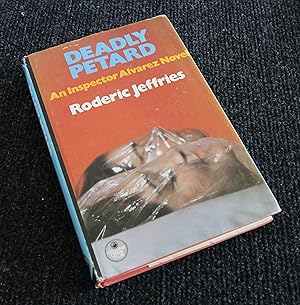 DEADLY
PETARD
An Inspector Alvarez Novel
Roderic Jeffries